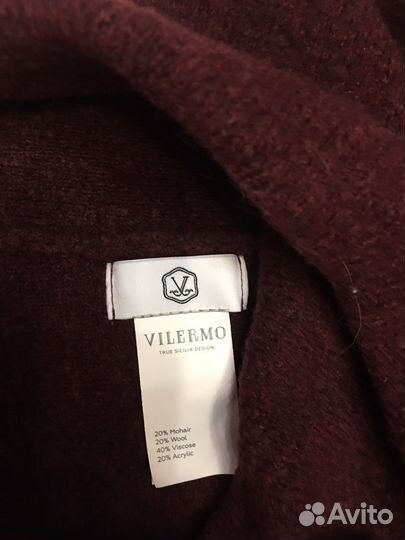 V
VILERMO
TRUE SICILIA DESIGN
20% Mohair
20% Wool
40% Viscose
20% Acrylic
Avito